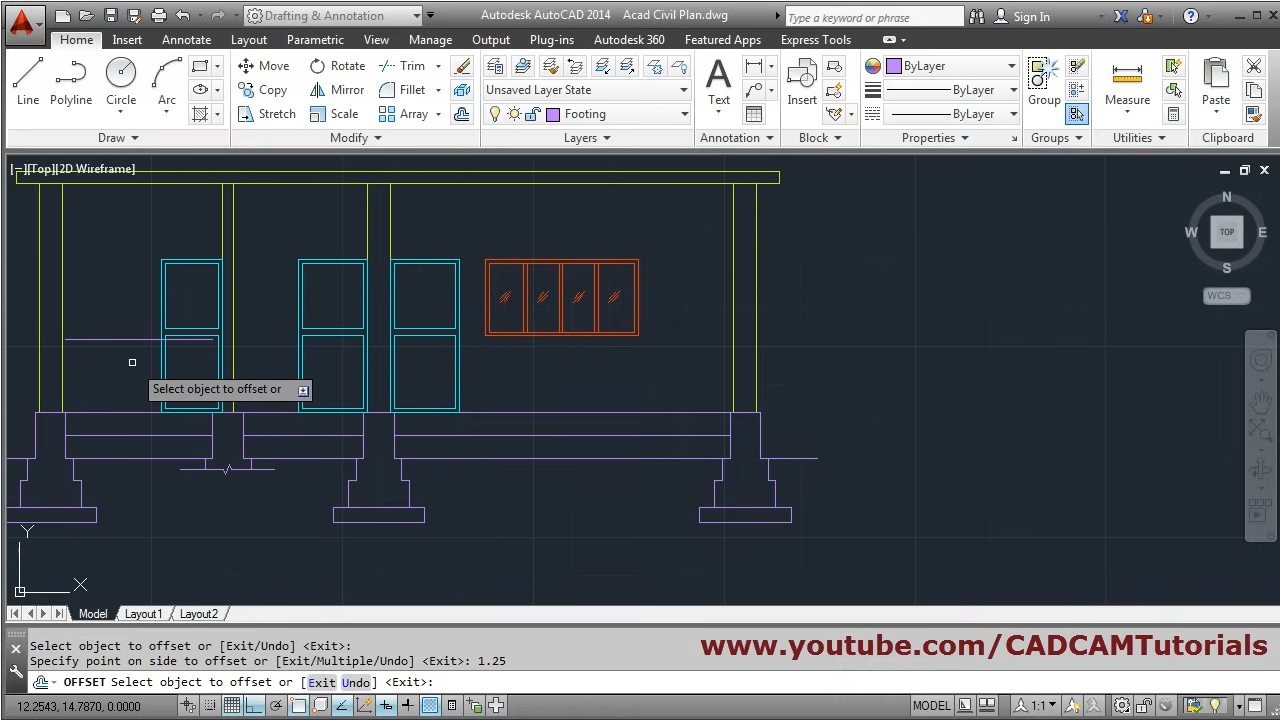 Drafting & Annotation
Autodesk AutoCAD 2014 Acad Civil Plan.dwg
Type a keyword or phrase
Sign In
Home Insert Annotate Layout Parametric View Manage Output Plug-ins Autodesk 360 Featured Apps Express Tools
Line
Polyline
Circle
Arc
Move
Rotate
Trim
Copy
Mirror
Fillet
Stretch
Scale
Array
Unsaved Layer State
Footing
Text
Insert
ByLayer
ByLayer
ByLayer
Group
Measure
Paste
Draw
Modify
Layers
Annotation
Block
Properties
Groups
Utilities
Clipboard
[−][Top][2D Wireframe]
N
W TOP E
S
WCS
Select object to offset or
Y
X
Model Layout1 Layout2
Select object to offset or [Exit/Undo] <Exit>:
Specify point on side to offset or [Exit/Multiple/Undo] <Exit>: 1.25
OFFSET Select object to offset or [Exit Undo] <Exit>:
www.youtube.com/CADCAMTutorials
12.2543, 14.7870, 0.0000
MODEL
1:1